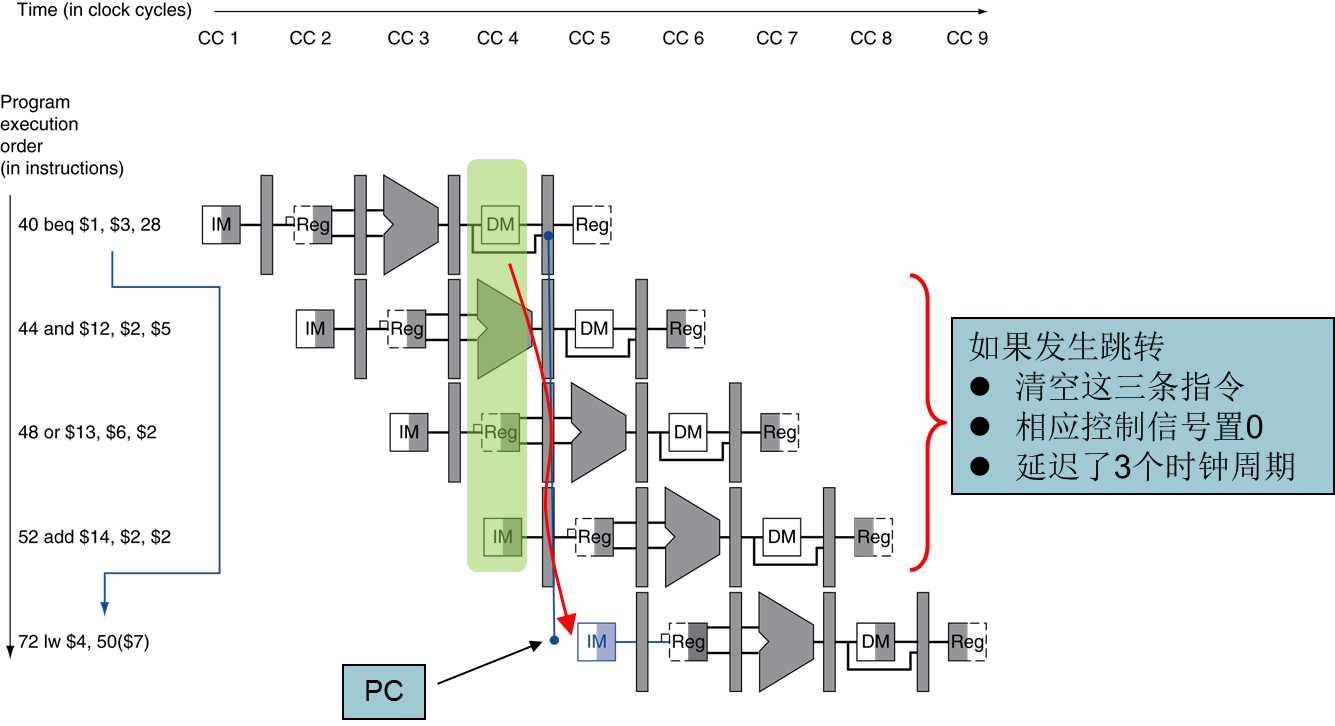 Time (in clock cycles)
CC 1 CC 2 CC 3 CC 4 CC 5 CC 6 CC 7 CC 8 CC 9
Program
execution
order
(in instructions)
40 beq $1, $3, 28
IM Reg DM Reg
44 and $12, $2, $5
IM Reg DM Reg
如果发生跳转
● 清空这三条指令
● 相应控制信号置0
● 延迟了3个时钟周期
48 or $13, $6, $2
IM Reg DM Reg
52 add $14, $2, $2
IM Reg DM Reg
72 lw $4, 50($7)
IM Reg DM Reg
PC